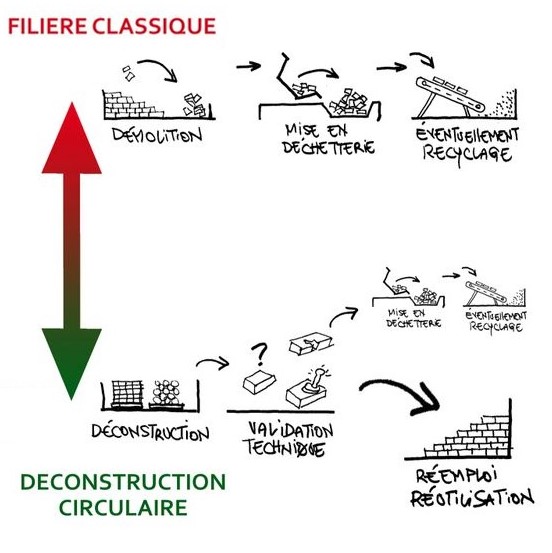 FILIERE CLASSIQUE
DÉMOLITION
MISE EN
DÉCHETTERIE
ÉVENTUELLEMENT
RECYCLAGE
MISE EN
DÉCHETTERIE
ÉVENTUELLEMENT
RECYCLAGE
?
DÉCONSTRUCTION
VALIDATION
TECHNIQUE
RÉEMPLOI
RÉUTILISATION
DECONSTRUCTION
CIRCULAIRE